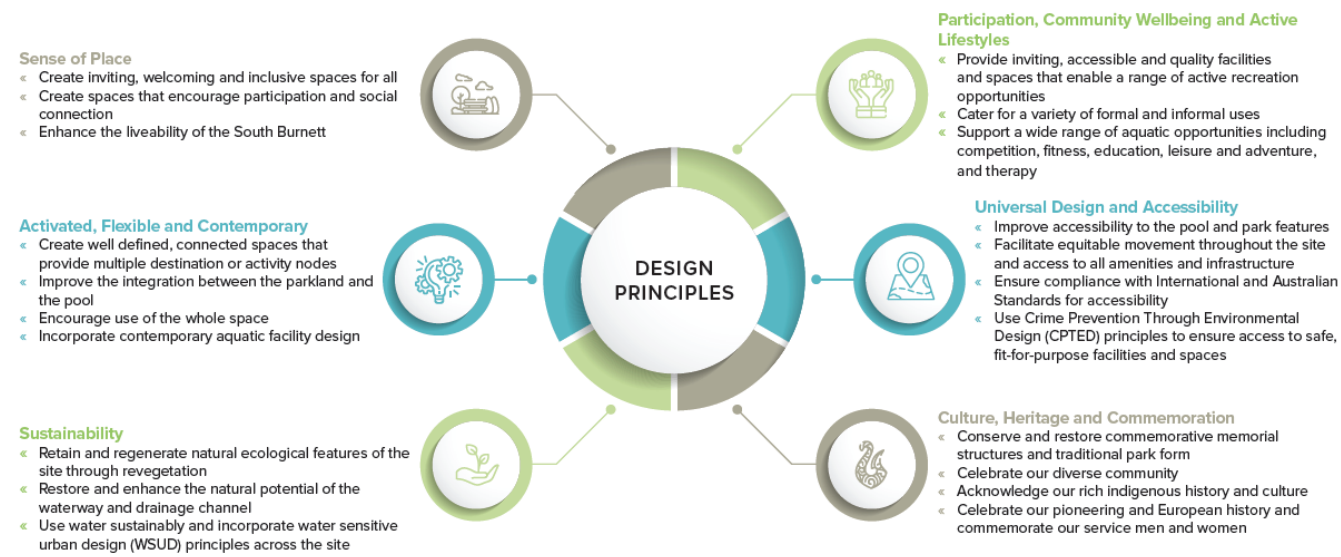 Sense of Place
« Create inviting, welcoming and inclusive spaces for all
« Create spaces that encourage participation and social
connection
« Enhance the liveability of the South Burnett
Activated, Flexible and Contemporary
« Create well defined, connected spaces that
provide multiple destination or activity nodes
« Improve the integration between the parkland and
the pool
« Encourage use of the whole space
« Incorporate contemporary aquatic facility design
Sustainability
« Retain and regenerate natural ecological features of the
site through revegetation
« Restore and enhance the natural potential of the
waterway and drainage channel
« Use water sustainably and incorporate water sensitive
urban design (WSUD) principles across the site
DESIGN
PRINCIPLES
Participation, Community Wellbeing and Active
Lifestyles
« Provide inviting, accessible and quality facilities
and spaces that enable a range of active recreation
opportunities
« Cater for a variety of formal and informal uses
« Support a wide range of aquatic opportunities including
competition, fitness, education, leisure and adventure,
and therapy
Universal Design and Accessibility
« Improve accessibility to the pool and park features
« Facilitate equitable movement throughout the site
and access to all amenities and infrastructure
« Ensure compliance with International and Australian
Standards for accessibility
« Use Crime Prevention Through Environmental
Design (CPTED) principles to ensure access to safe,
fit-for-purpose facilities and spaces
Culture, Heritage and Commemoration
« Conserve and restore commemorative memorial
structures and traditional park form
« Celebrate our diverse community
« Acknowledge our rich indigenous history and culture
« Celebrate our pioneering and European history and
commemorate our service men and women